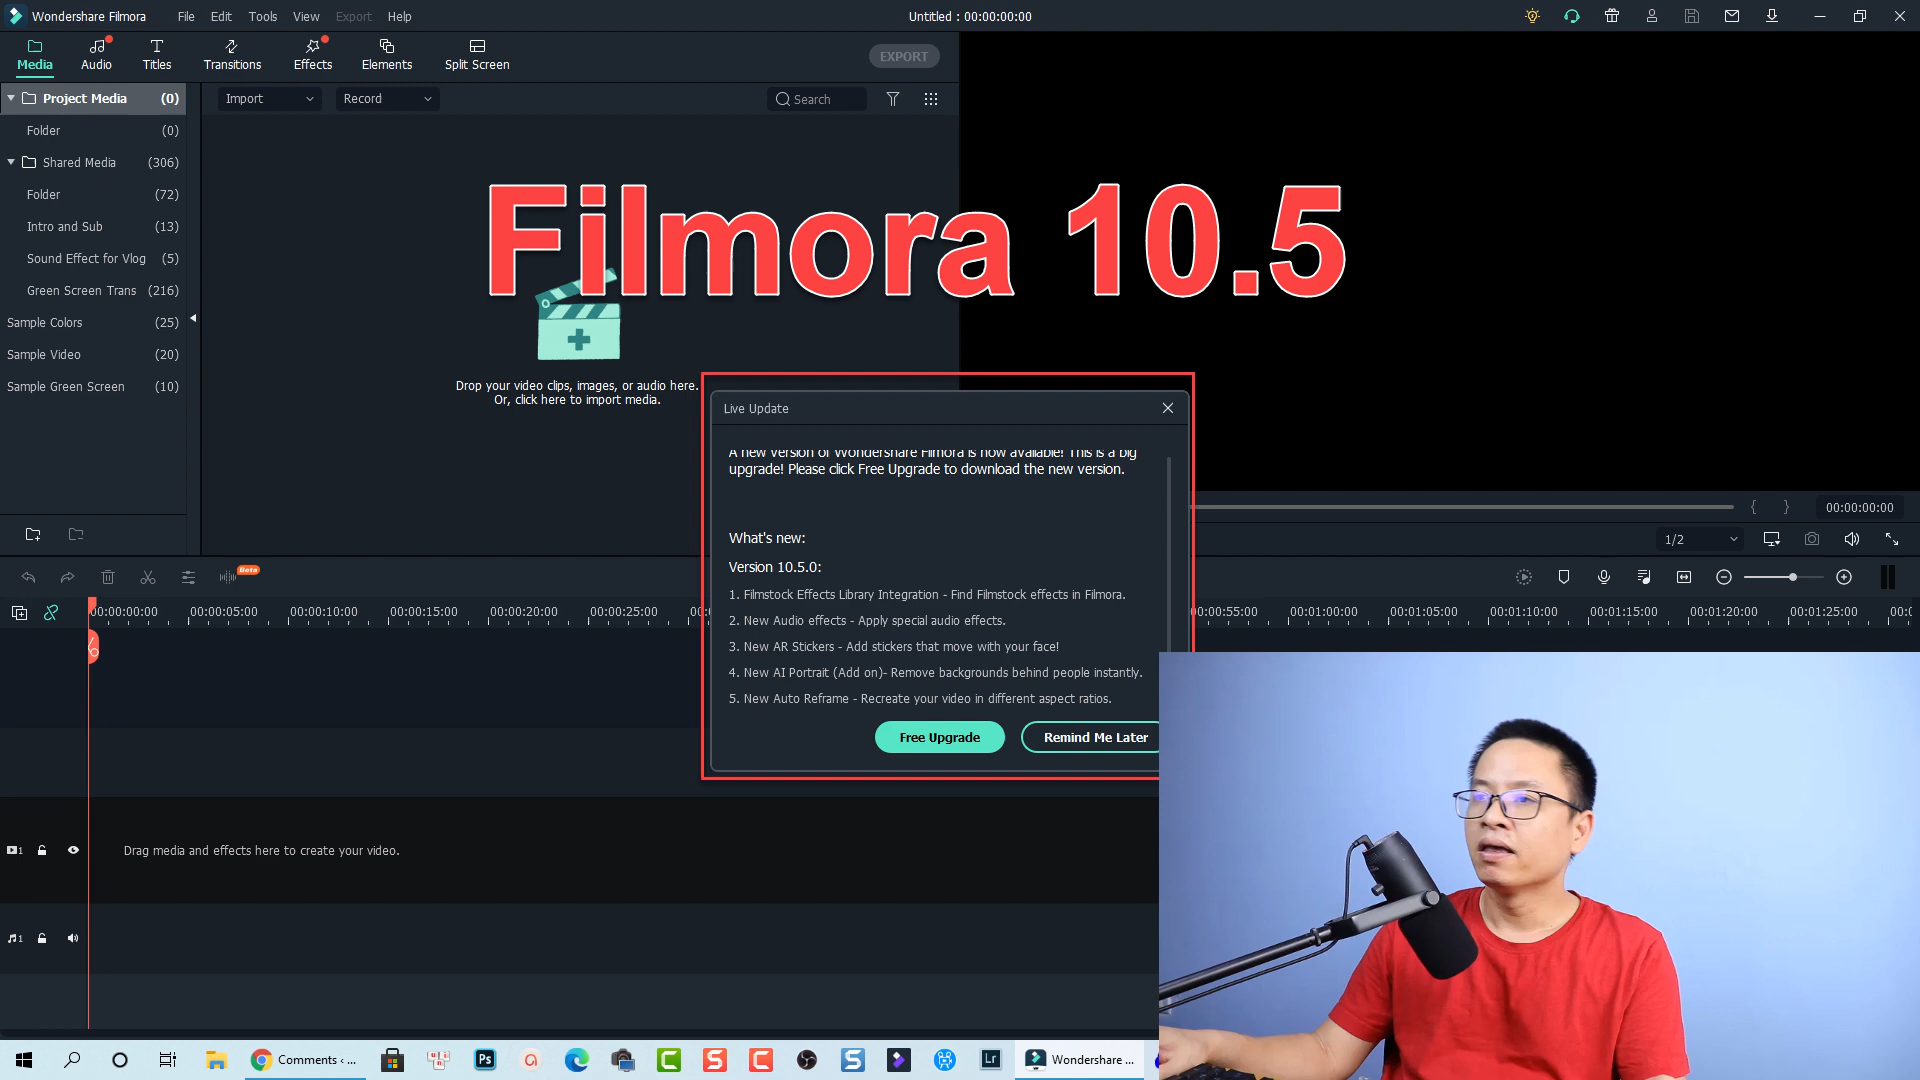 Wondershare Filmora
File Edit Tools View Export Help
Untitled : 00:00:00:00
Media Audio Titles Transitions Effects Elements Split Screen
EXPORT
Project Media (0)
Import Record Search
Folder (0)
Shared Media (306)
Folder (72)
Intro and Sub (13)
Sound Effect for Vlog (5)
Green Screen Trans (216)
Sample Colors (25)
Sample Video (20)
Sample Green Screen (10)
Filmora 10.5
Drop your video clips, images, or audio here.
Or, click here to import media.
Live Update
A new version of Wondershare Filmora is now available! This is a big
upgrade! Please click Free Upgrade to download the new version.
What's new:
Version 10.5.0:
1. Filmstock Effects Library Integration - Find Filmstock effects in Filmora.
2. New Audio effects - Apply special audio effects.
3. New AR Stickers - Add stickers that move with your face!
4. New AI Portrait (Add on)- Remove backgrounds behind people instantly.
5. New Auto Reframe - Recreate your video in different aspect ratios.
Free Upgrade Remind Me Later
{ } 00:00:00:00
1/2
Beta
00:00:00:00 00:00:05:00 00:00:10:00 00:00:15:00 00:00:20:00 00:00:25:00 00:00:55:00 00:01:00:00 00:01:05:00 00:01:10:00 00:01:15:00 00:01:20:00 00:01:25:00
1
Drag media and effects here to create your video.
1
Comments ‹ ...
Ps
Lr
Wondershare ...